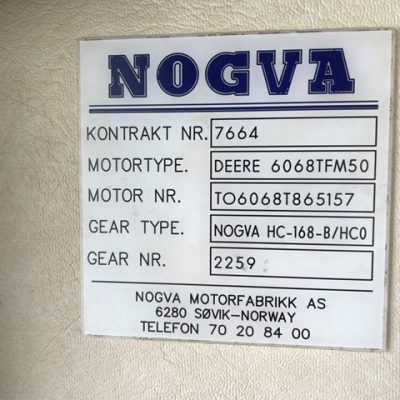 NOGVA
KONTRAKT NR. 7664
MOTORTYPE. DEERE 6068TFM50
MOTOR NR. TO6068T865157
GEAR TYPE. NOGVA HC-168-B/HC0
GEAR NR. 2259
NOGVA MOTORFABRIKK AS
6280 SØVIK-NORWAY
TELEFON 70 20 84 00